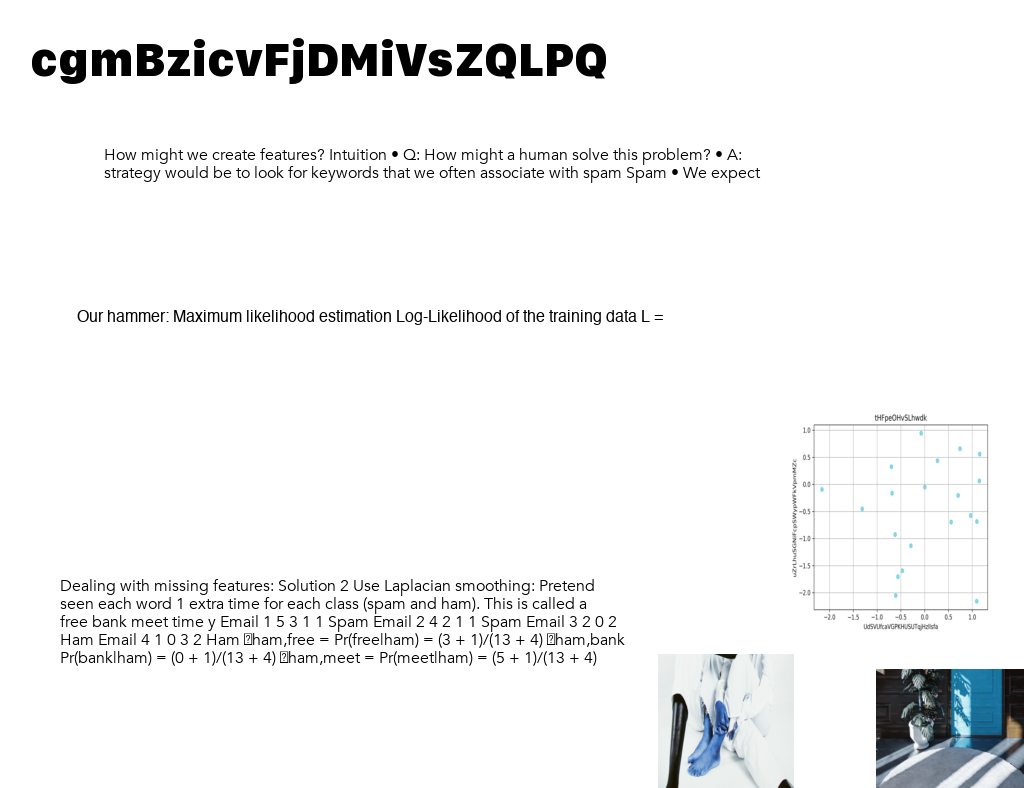 cgmBzicvFjDMiVsZQLPQ
How might we create features? Intuition • Q: How might a human solve this problem? • A:
strategy would be to look for keywords that we often associate with spam Spam • We expect
Our hammer: Maximum likelihood estimation Log-Likelihood of the training data L =
tHFpeOHvSLhwdk
1.0
0.5
0.0
−0.5
−1.0
−1.5
−2.0
−2.0 −1.5 −1.0 −0.5 0.0 0.5 1.0
Dealing with missing features: Solution 2 Use Laplacian smoothing: Pretend
seen each word 1 extra time for each class (spam and ham). This is called a
free bank meet time y Email 1 5 3 1 1 Spam Email 2 4 2 1 1 Spam Email 3 2 0 2
Ham Email 4 1 0 3 2 Ham ham,free = Pr(free|ham) = (3 + 1)/(13 + 4) ham,bank
Pr(bank|ham) = (0 + 1)/(13 + 4) ham,meet = Pr(meet|ham) = (5 + 1)/(13 + 4)